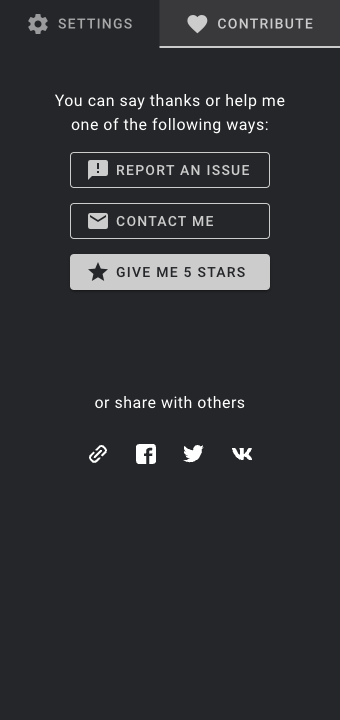 SETTINGS
CONTRIBUTE
You can say thanks or help me
one of the following ways:
REPORT AN ISSUE
CONTACT ME
GIVE ME 5 STARS
or share with others